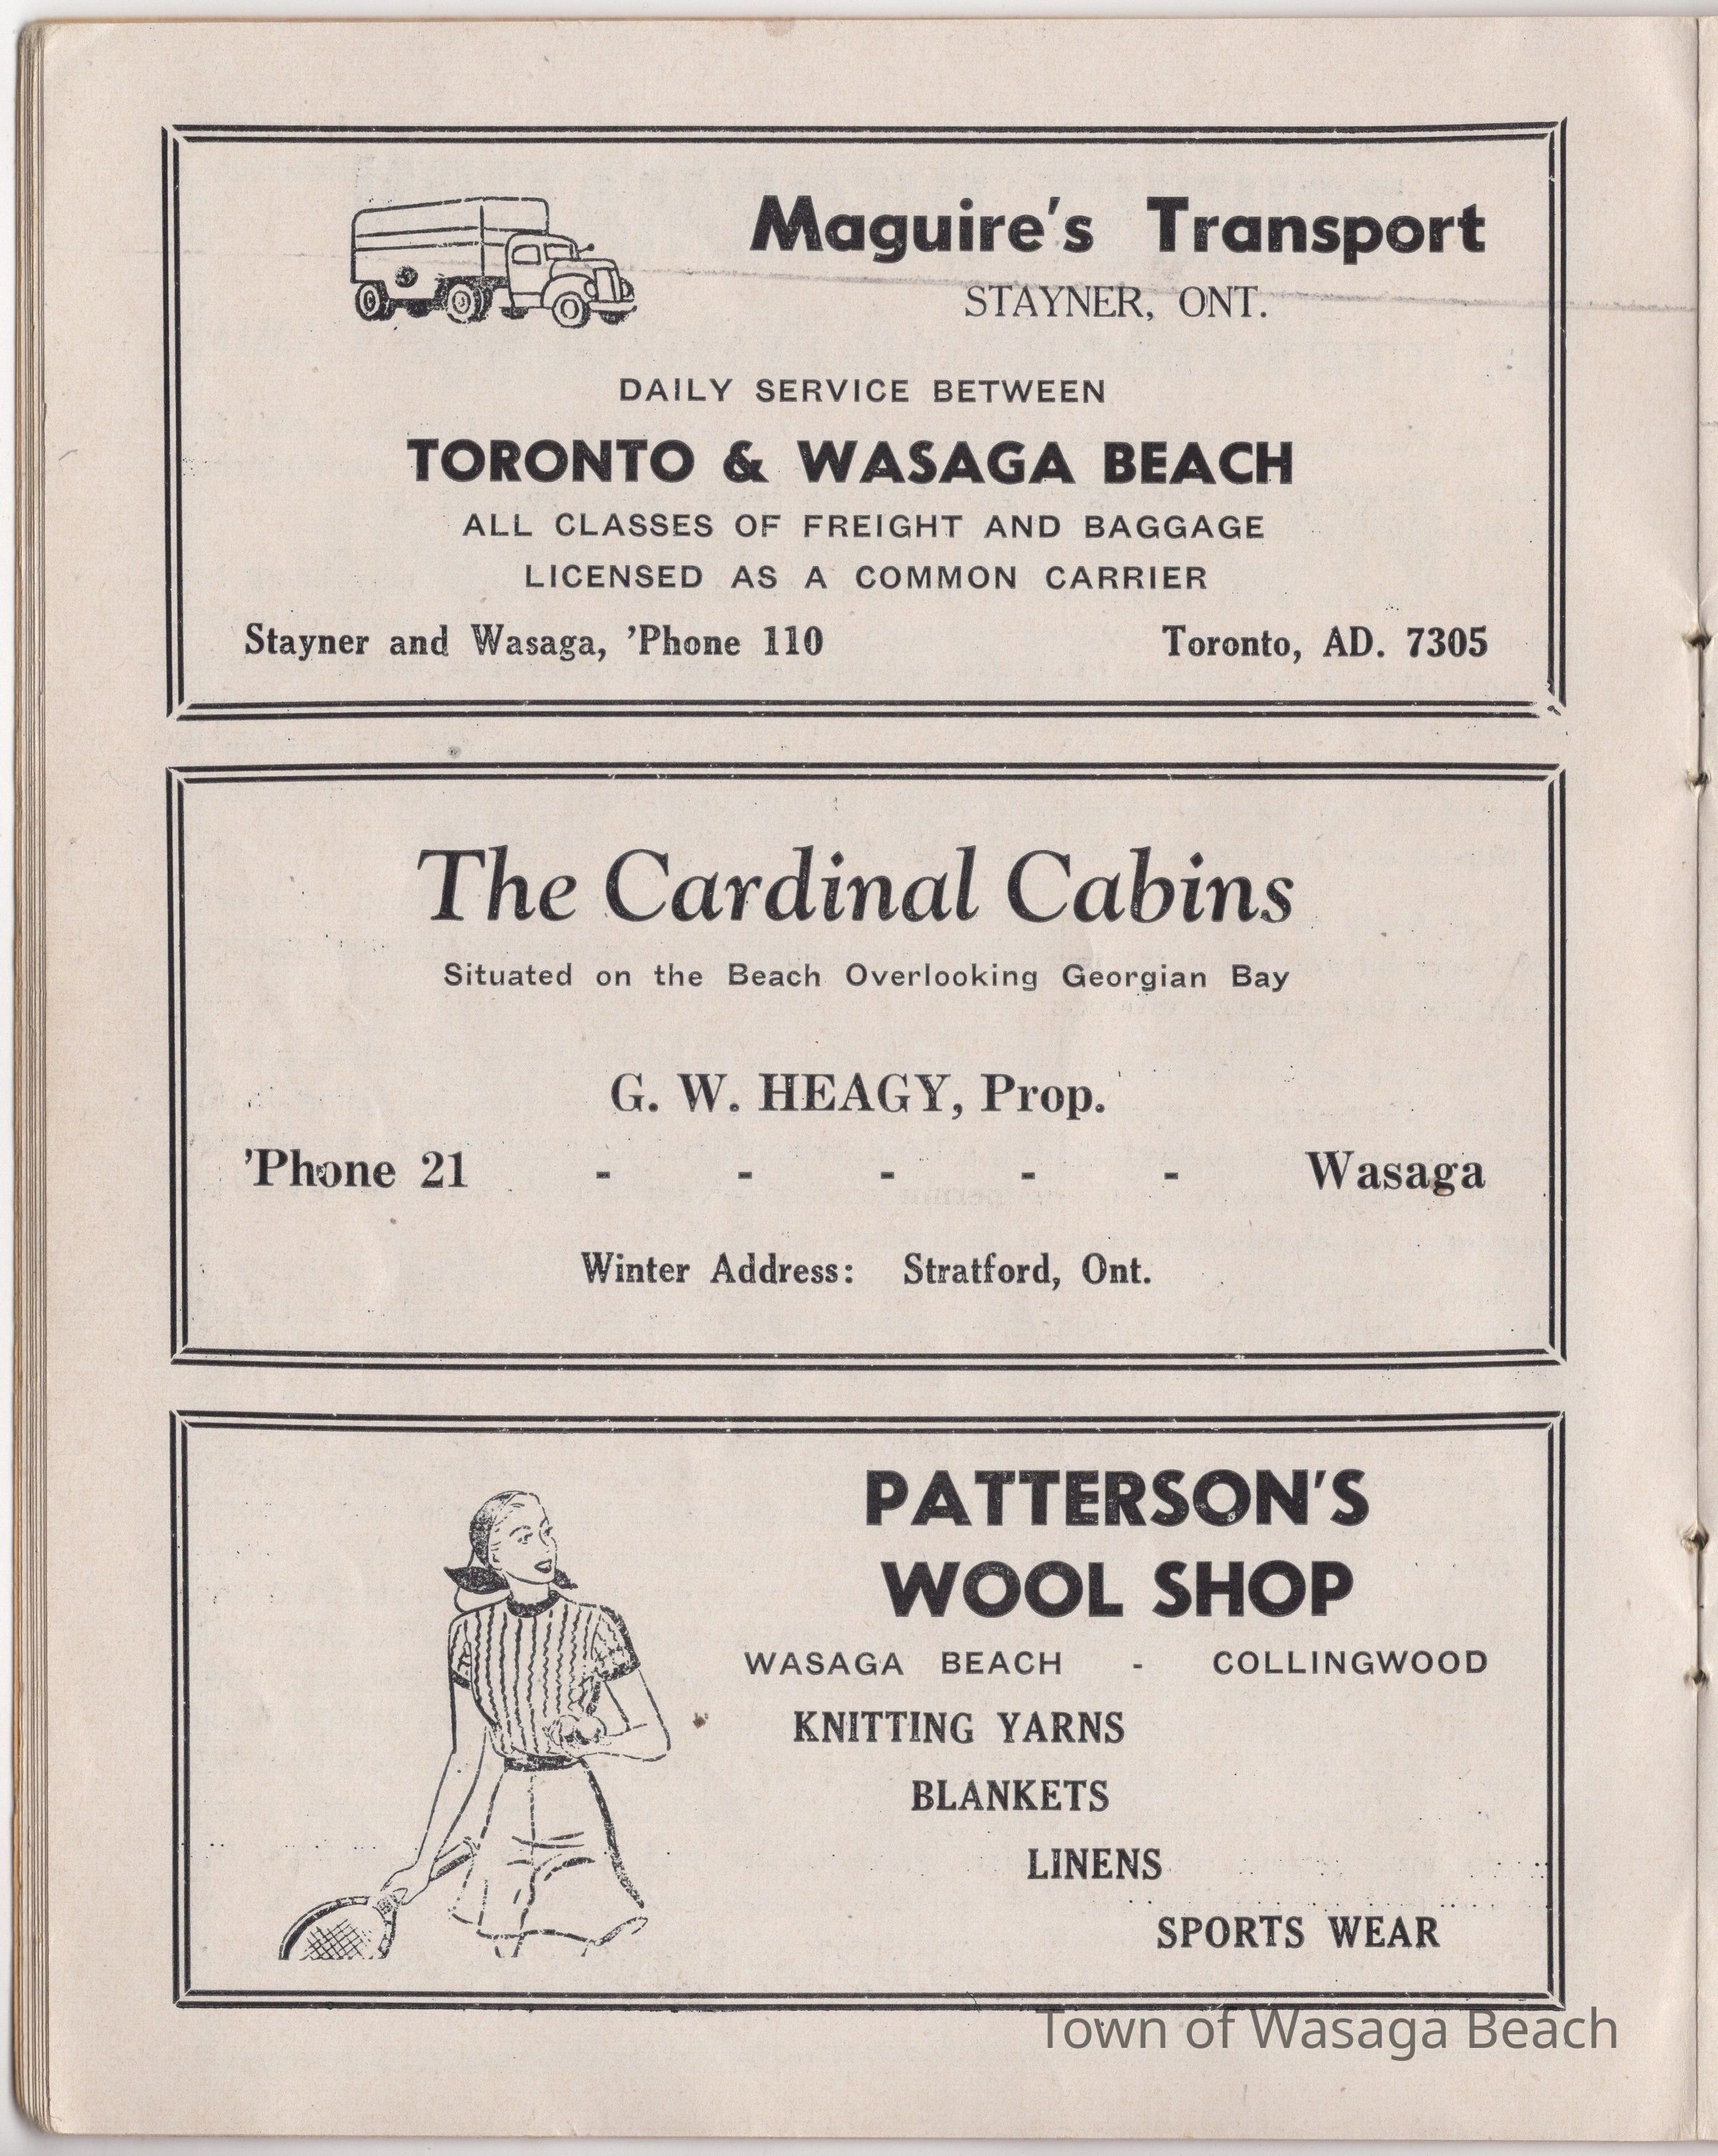 Maguire's Transport
STAYNER, ONT.
DAILY SERVICE BETWEEN
TORONTO & WASAGA BEACH
ALL CLASSES OF FREIGHT AND BAGGAGE
LICENSED AS A COMMON CARRIER
Stayner and Wasaga, 'Phone 110 Toronto, AD. 7305
The Cardinal Cabins
Situated on the Beach Overlooking Georgian Bay
G. W. HEAGY, Prop.
'Phone 21 - - - - - Wasaga
Winter Address: Stratford, Ont.
PATTERSON'S
WOOL SHOP
WASAGA BEACH - COLLINGWOOD
KNITTING YARNS
BLANKETS
LINENS
SPORTS WEAR
Town of Wasaga Beach